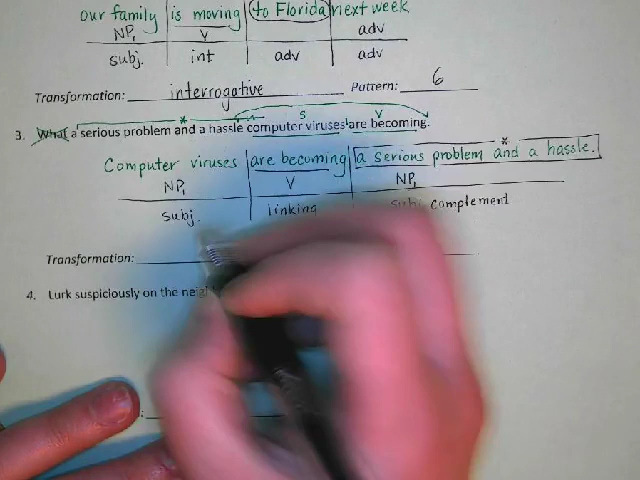 our family is moving to Florida next week
NP₁ V adv
subj. int adv adv
Transformation: interrogative Pattern: 6
* S V
3. What a serious problem and a hassle computer viruses are becoming.
*
Computer viruses are becoming a serious problem and a hassle.
NP₁ V NP₁
subj. linking subj. complement
Transformation:
4. Lurk suspiciously on the